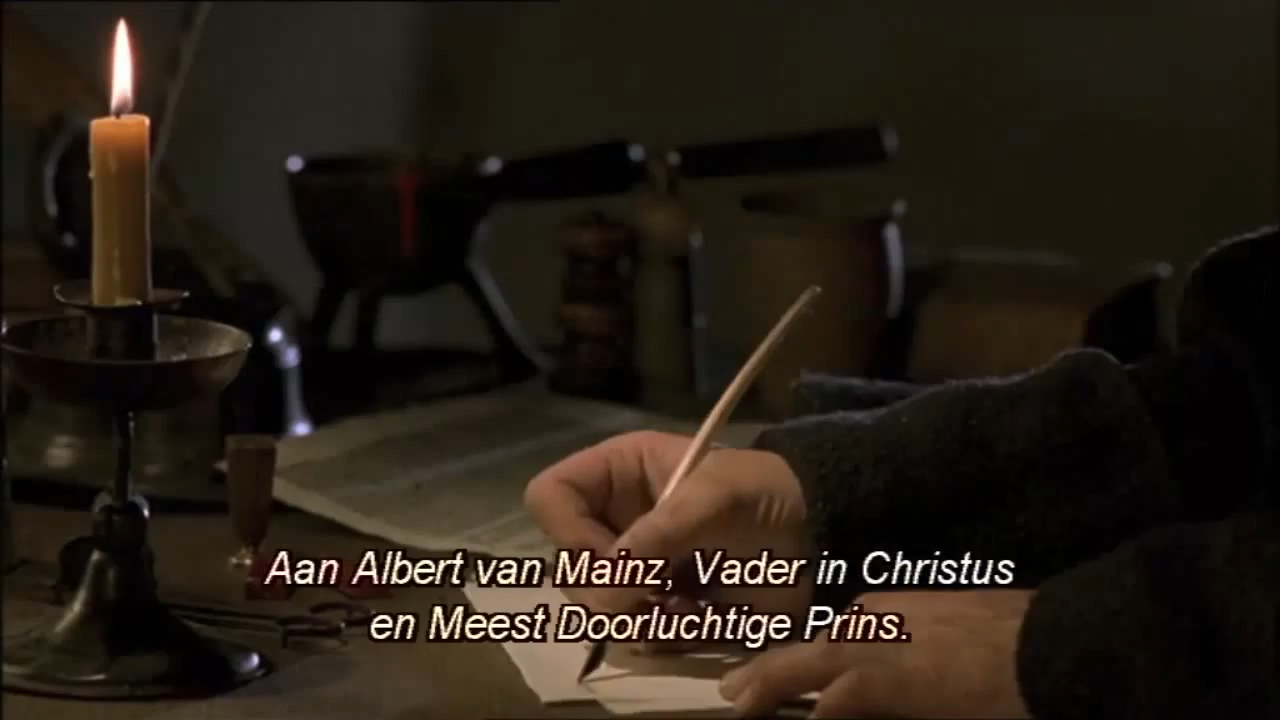 Aan Albert van Mainz, Vader in Christus
en Meest Doorluchtige Prins.